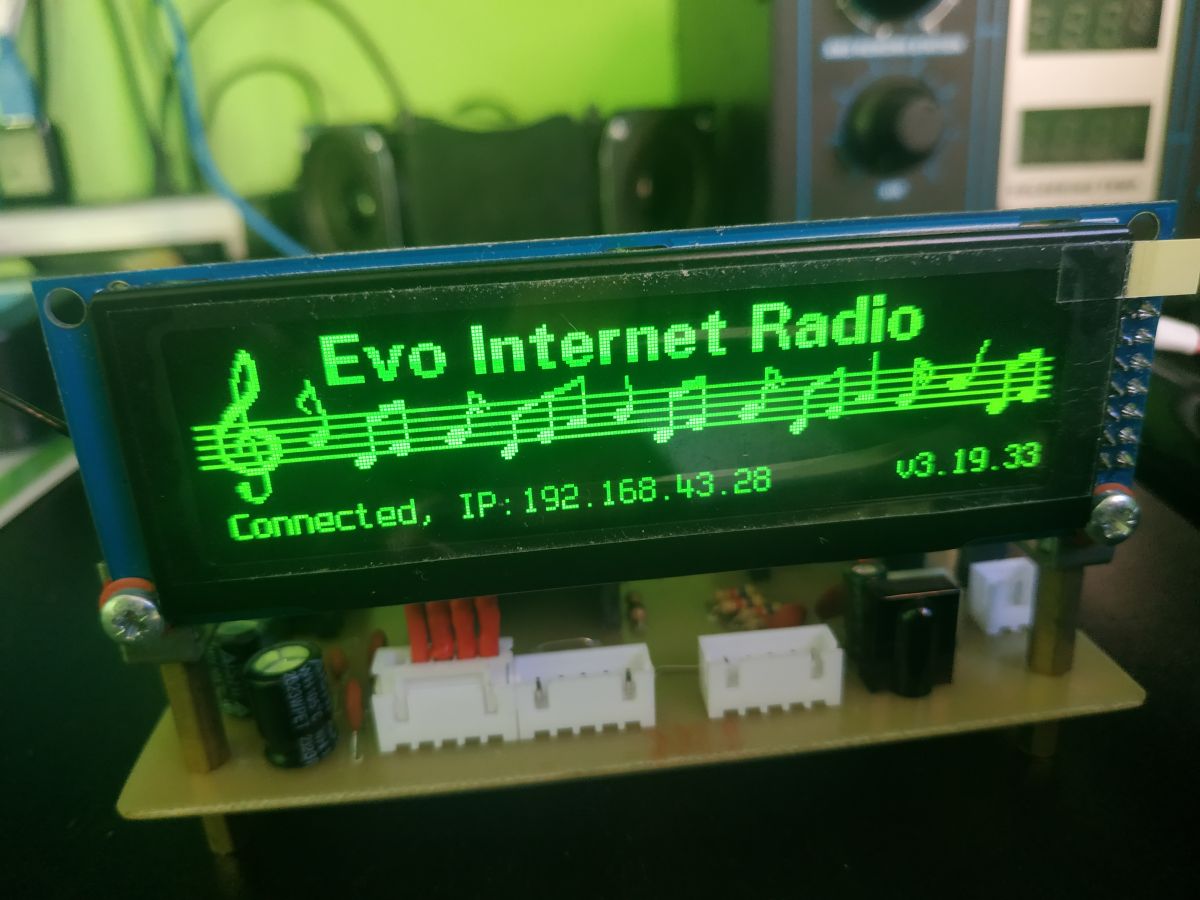 Evo Internet Radio
v3.19.33
Connected, IP:192.168.43.28